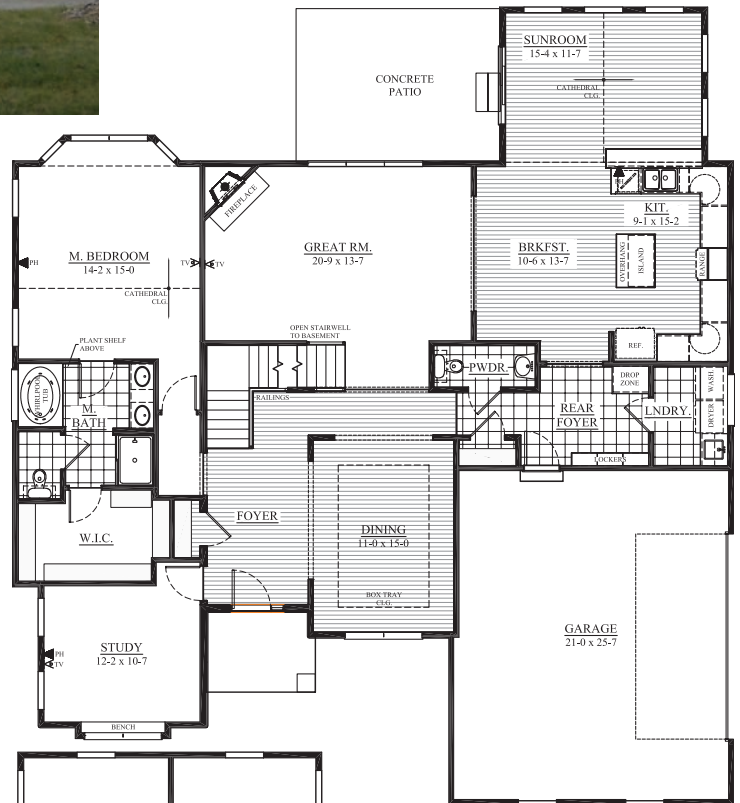 SUNROOM
15-4 x 11-7
CATHEDRAL
CLG.
CONCRETE
PATIO
FIREPLACE
M. BEDROOM
14-2 x 15-0
PH
TV
TV
CATHEDRAL
CLG.
GREAT RM.
20-9 x 13-7
PH
KIT.
9-1 x 15-2
BRKFST.
10-6 x 13-7
OVERHANG
ISLAND
RANGE
REF.
OPEN STAIRWELL
TO BASEMENT
PLANT SHELF
ABOVE
WHIRLPOOL
TUB
M.
BATH
RAILINGS
PWDR.
DROP
ZONE
REAR
FOYER
LNDRY.
WASH
DRYER
LOCKERS
W.I.C.
FOYER
DINING
11-0 x 15-0
BOX TRAY
CLG.
STUDY
12-2 x 10-7
PH
TV
BENCH
GARAGE
21-0 x 25-7